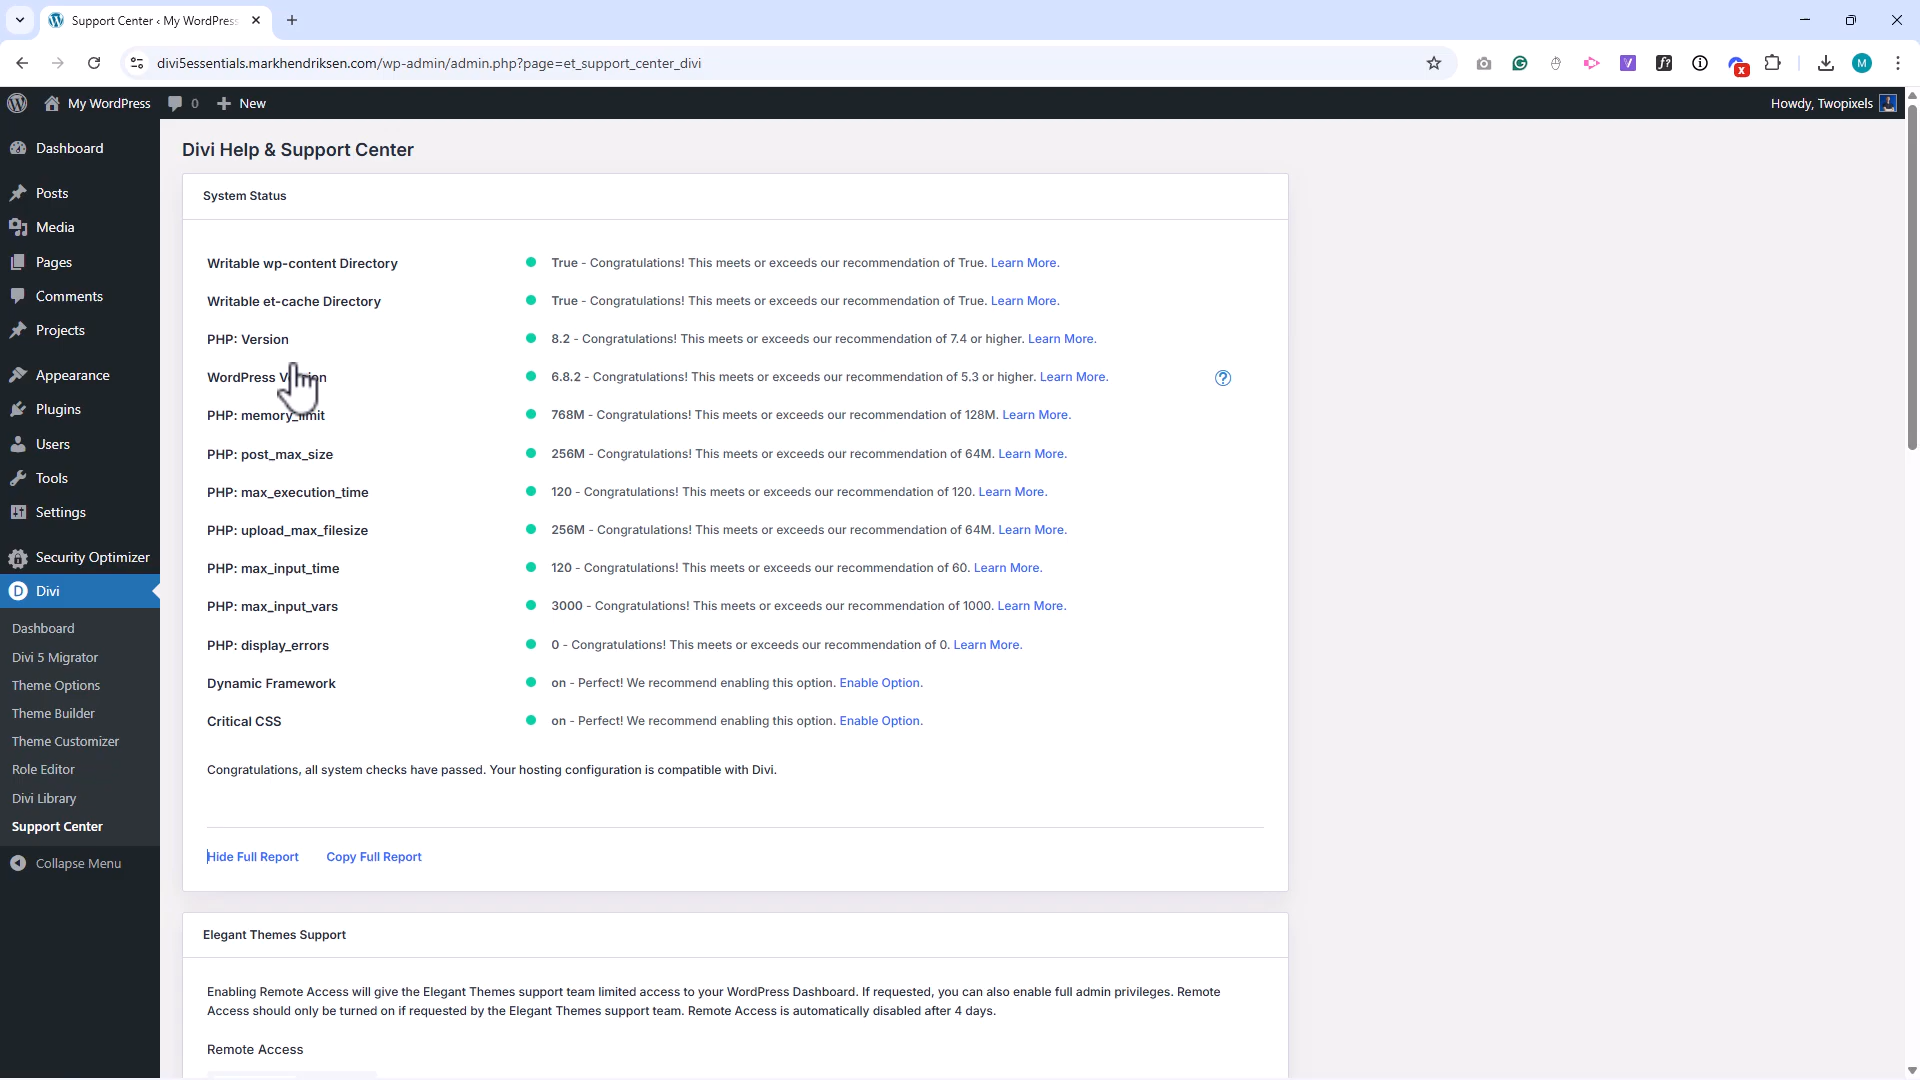 Support Center ‹ My WordPress
divi5essentials.markhendriksen.com/wp-admin/admin.php?page=et_support_center_divi
M
My WordPress
0
New
Howdy, Twopixels
Dashboard
Posts
Media
Pages
Comments
Projects
Appearance
Plugins
Users
Tools
Settings
Security Optimizer
Divi
Dashboard
Divi 5 Migrator
Theme Options
Theme Builder
Theme Customizer
Role Editor
Divi Library
Support Center
Collapse Menu
Divi Help & Support Center
System Status
Writable wp-content Directory True - Congratulations! This meets or exceeds our recommendation of True. Learn More.
Writable et-cache Directory True - Congratulations! This meets or exceeds our recommendation of True. Learn More.
PHP: Version 8.2 - Congratulations! This meets or exceeds our recommendation of 7.4 or higher. Learn More.
WordPress 6.8.2 - Congratulations! This meets or exceeds our recommendation of 5.3 or higher. Learn More.
PHP: memory_limit 768M - Congratulations! This meets or exceeds our recommendation of 128M. Learn More.
PHP: post_max_size 256M - Congratulations! This meets or exceeds our recommendation of 64M. Learn More.
PHP: max_execution_time 120 - Congratulations! This meets or exceeds our recommendation of 120. Learn More.
PHP: upload_max_filesize 256M - Congratulations! This meets or exceeds our recommendation of 64M. Learn More.
PHP: max_input_time 120 - Congratulations! This meets or exceeds our recommendation of 60. Learn More.
PHP: max_input_vars 3000 - Congratulations! This meets or exceeds our recommendation of 1000. Learn More.
PHP: display_errors 0 - Congratulations! This meets or exceeds our recommendation of 0. Learn More.
Dynamic Framework on - Perfect! We recommend enabling this option. Enable Option.
Critical CSS on - Perfect! We recommend enabling this option. Enable Option.
Congratulations, all system checks have passed. Your hosting configuration is compatible with Divi.
Hide Full Report Copy Full Report
Elegant Themes Support
Enabling Remote Access will give the Elegant Themes support team limited access to your WordPress Dashboard. If requested, you can also enable full admin privileges. Remote
Access should only be turned on if requested by the Elegant Themes support team. Remote Access is automatically disabled after 4 days.
Remote Access